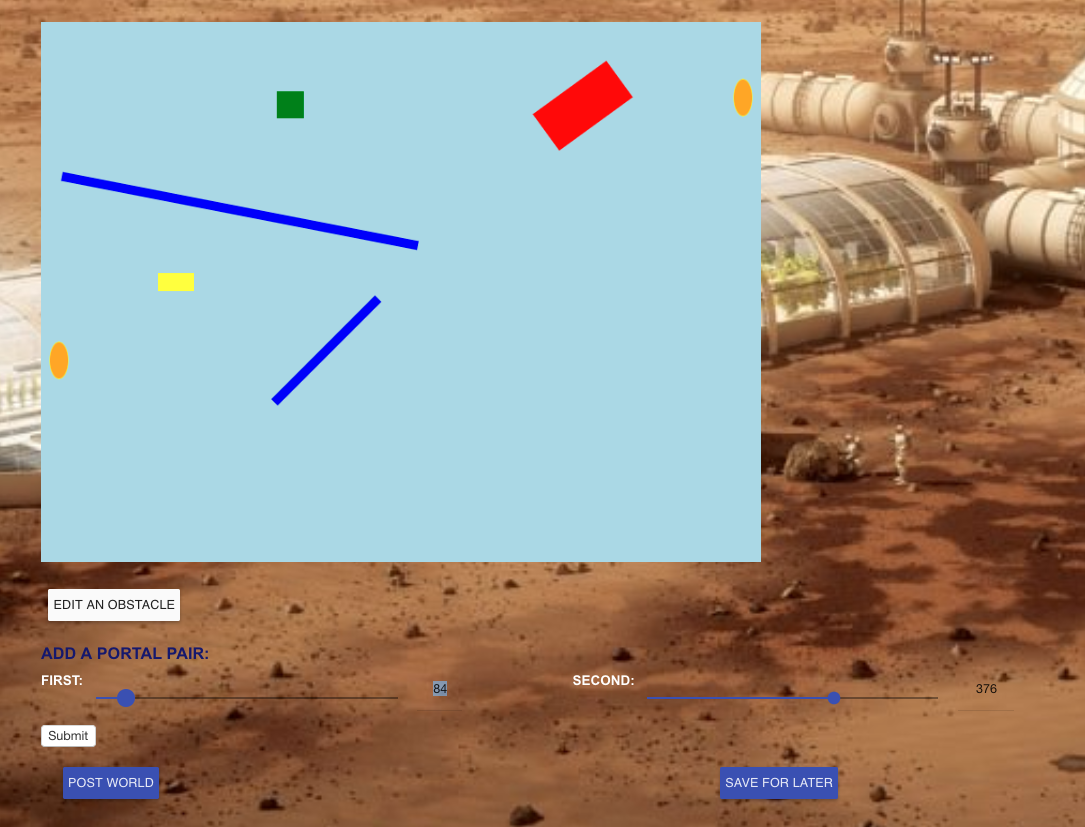 EDIT AN OBSTACLE
ADD A PORTAL PAIR:
FIRST: 84 SECOND: 376
Submit
POST WORLD SAVE FOR LATER